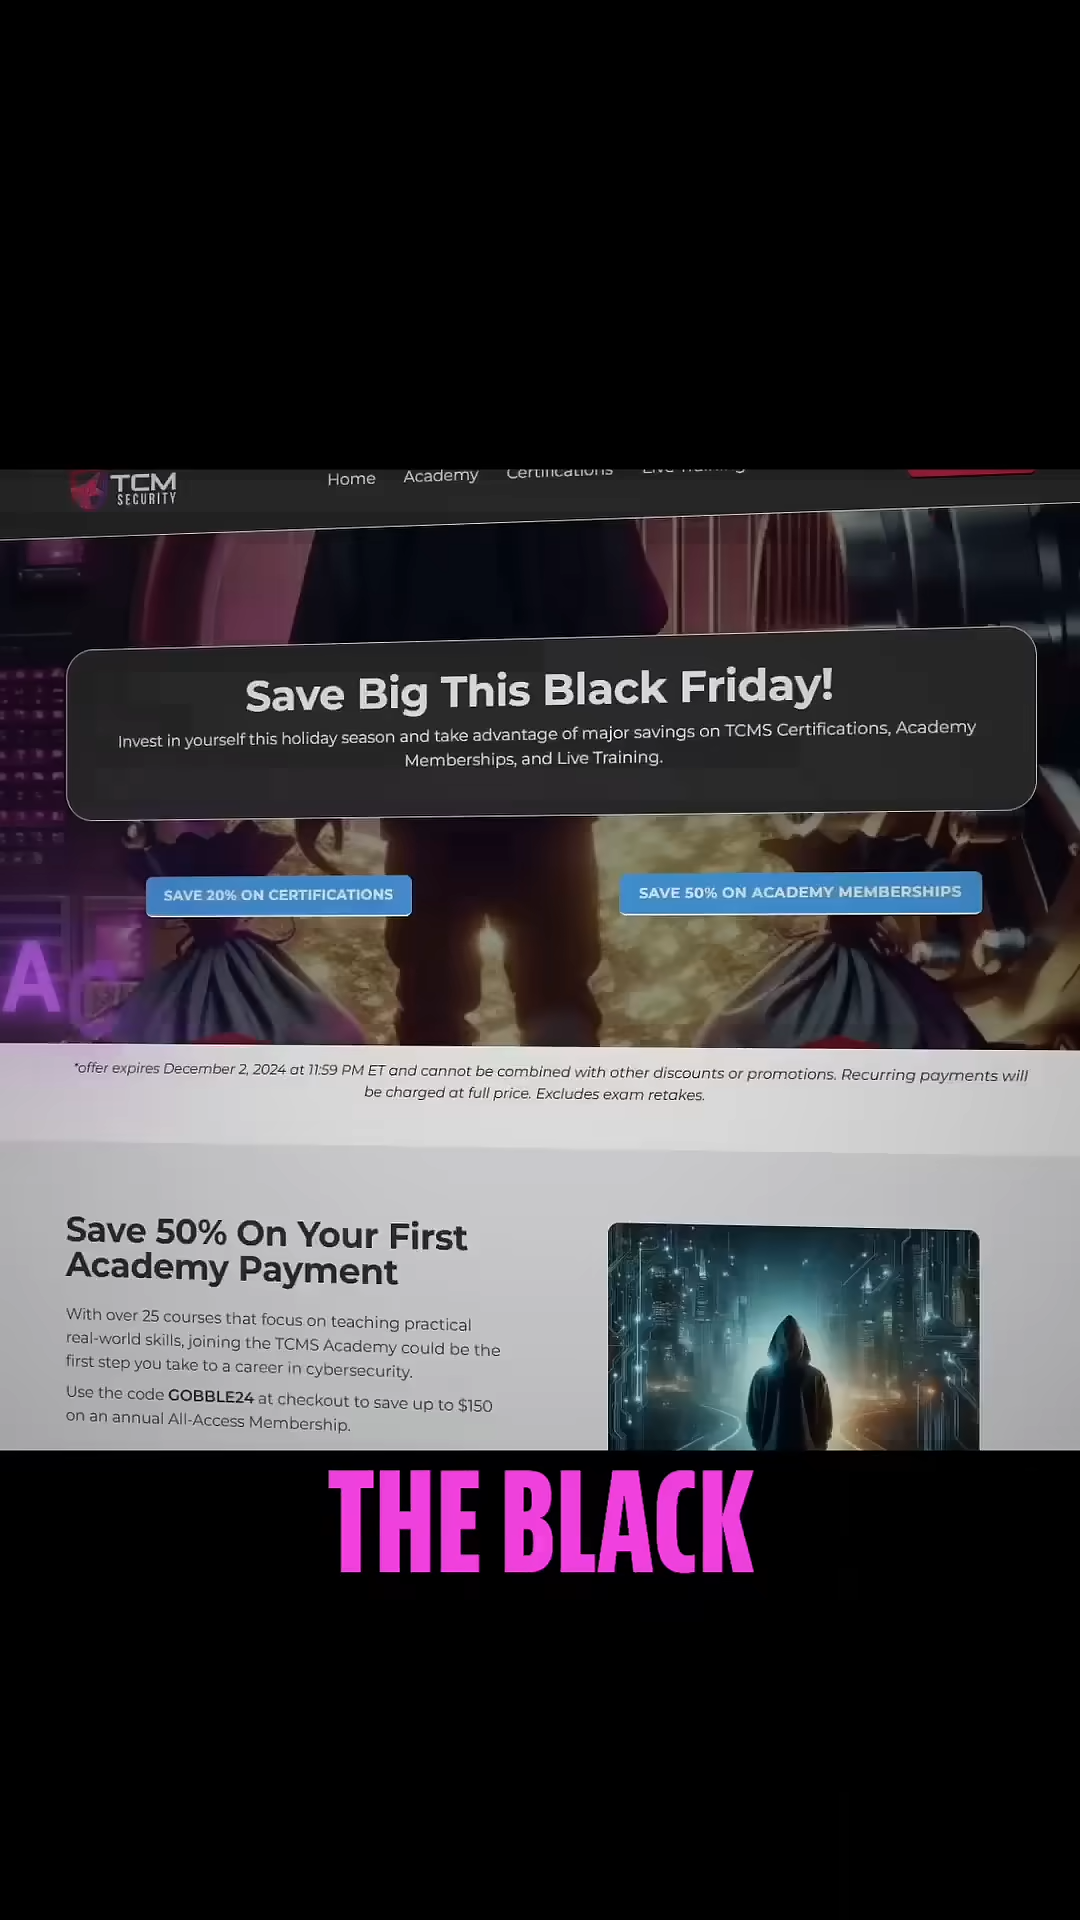 TCM
SECURITY
Home Academy Certifications Live Training
Save Big This Black Friday!
Invest in yourself this holiday season and take advantage of major savings on TCMS Certifications, Academy
Memberships, and Live Training.
SAVE 20% ON CERTIFICATIONS
SAVE 50% ON ACADEMY MEMBERSHIPS
*offer expires December 2, 2024 at 11:59 PM ET and cannot be combined with other discounts or promotions. Recurring payments will
be charged at full price. Excludes exam retakes.
Save 50% On Your First
Academy Payment
With over 25 courses that focus on teaching practical
real-world skills, joining the TCMS Academy could be the
first step you take to a career in cybersecurity.
Use the code GOBBLE24 at checkout to save up to $150
on an annual All-Access Membership.
THE BLACK